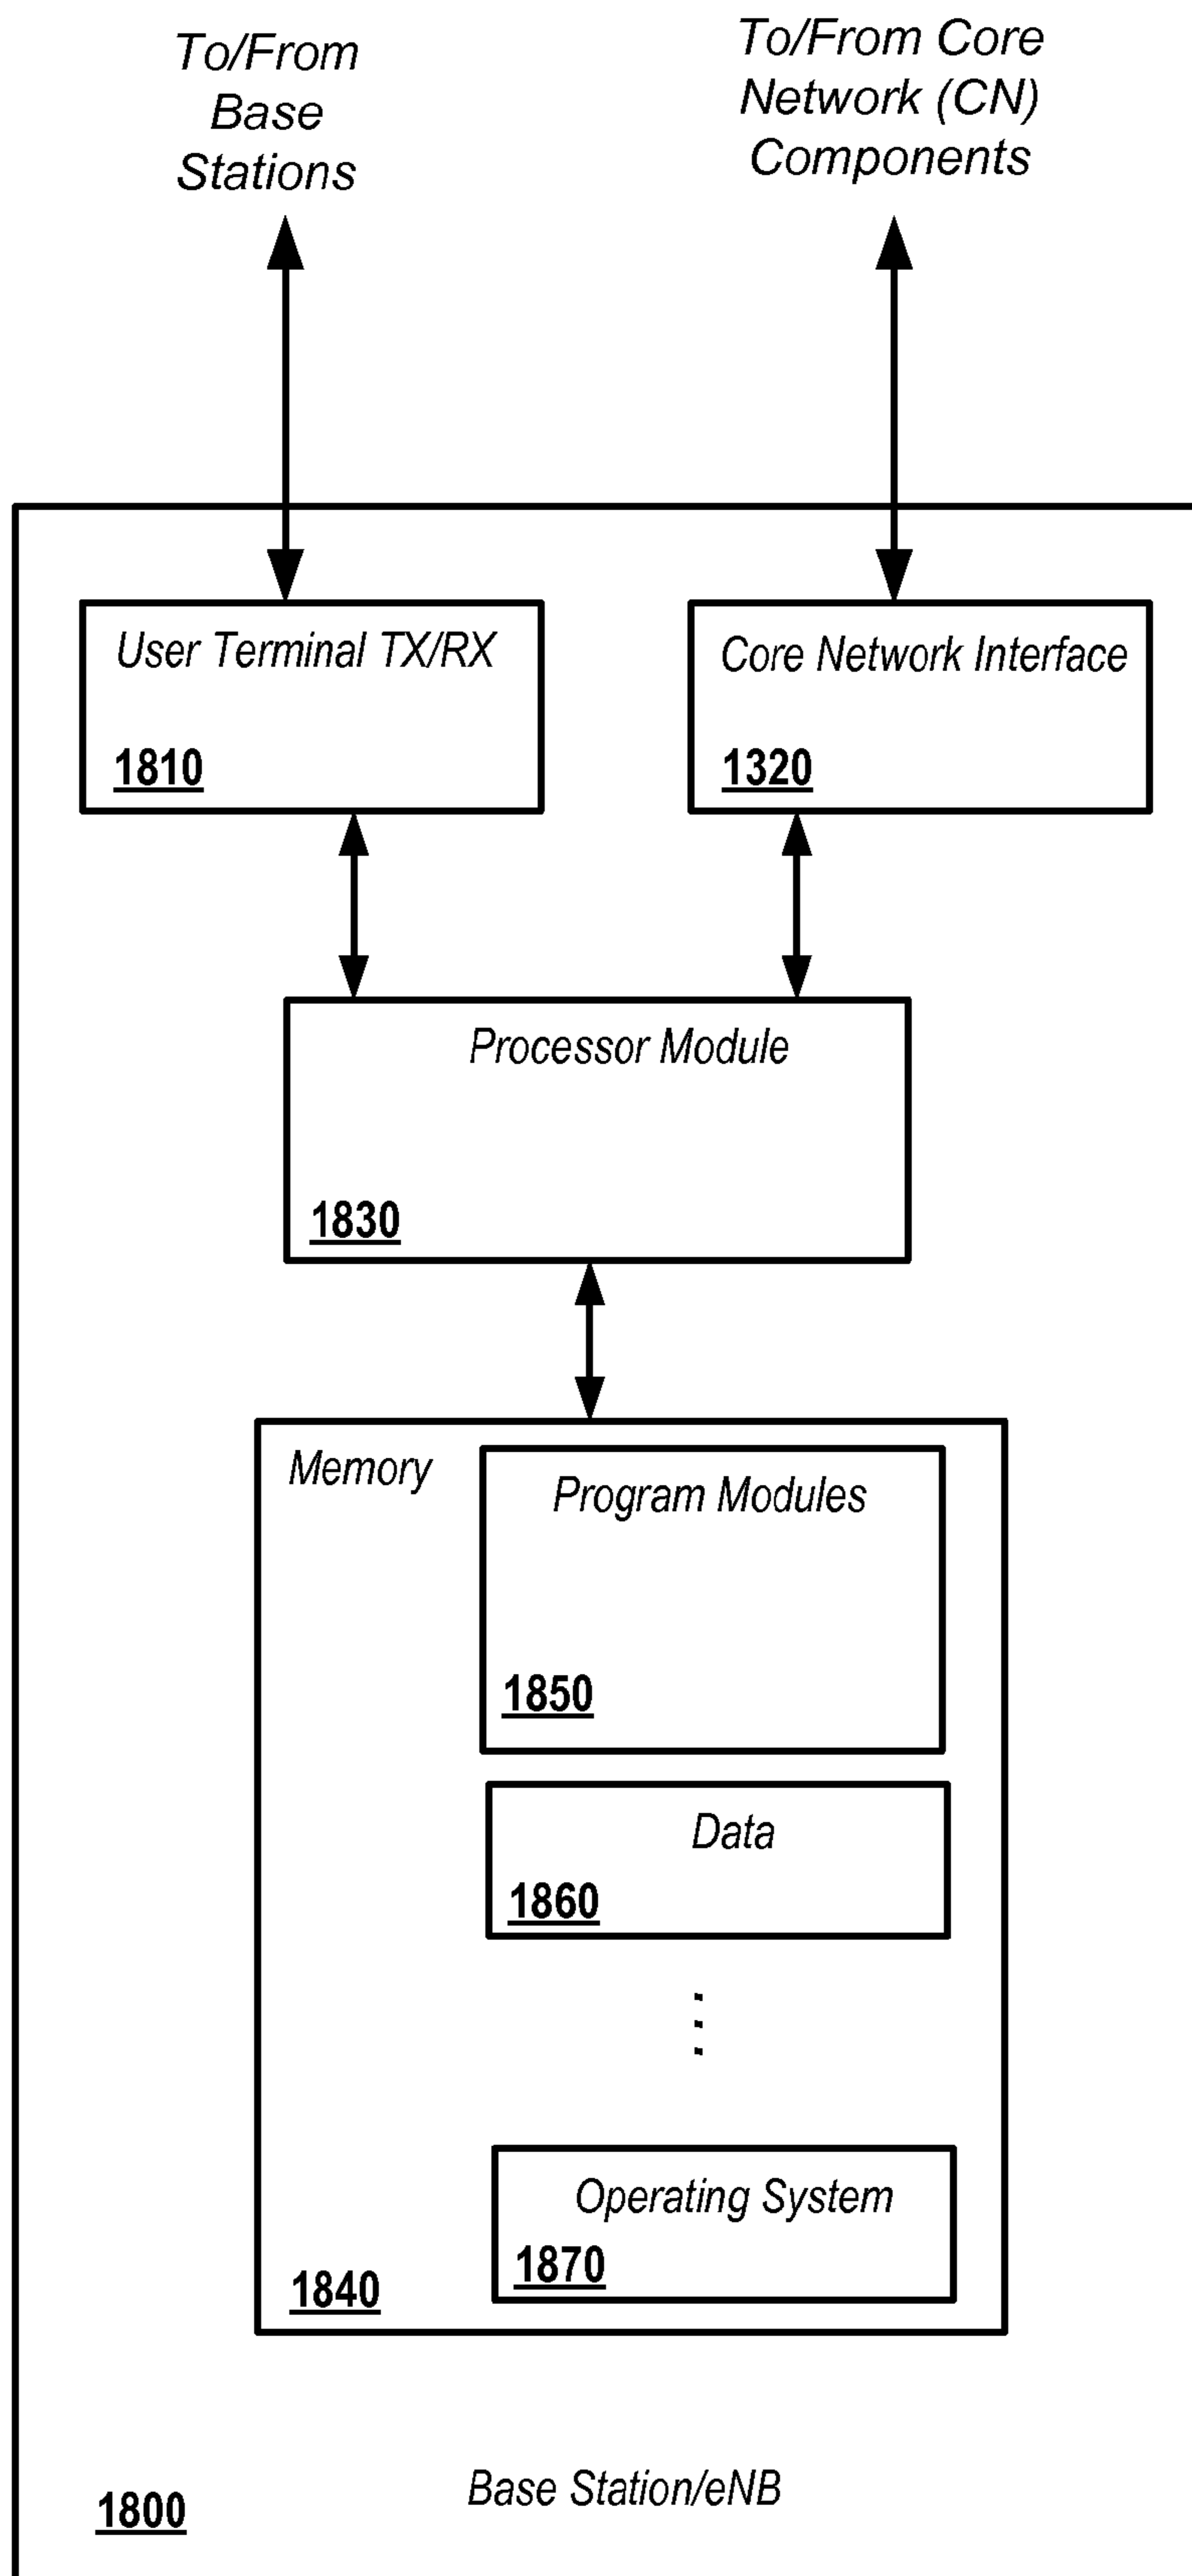 To/From
Base
Stations
To/From Core
Network (CN)
Components
User Terminal TX/RX
1810
Core Network Interface
1320
Processor Module
1830
Memory
Program Modules
1850
Data
1860
Operating System
1870
1840
Base Station/eNB
1800